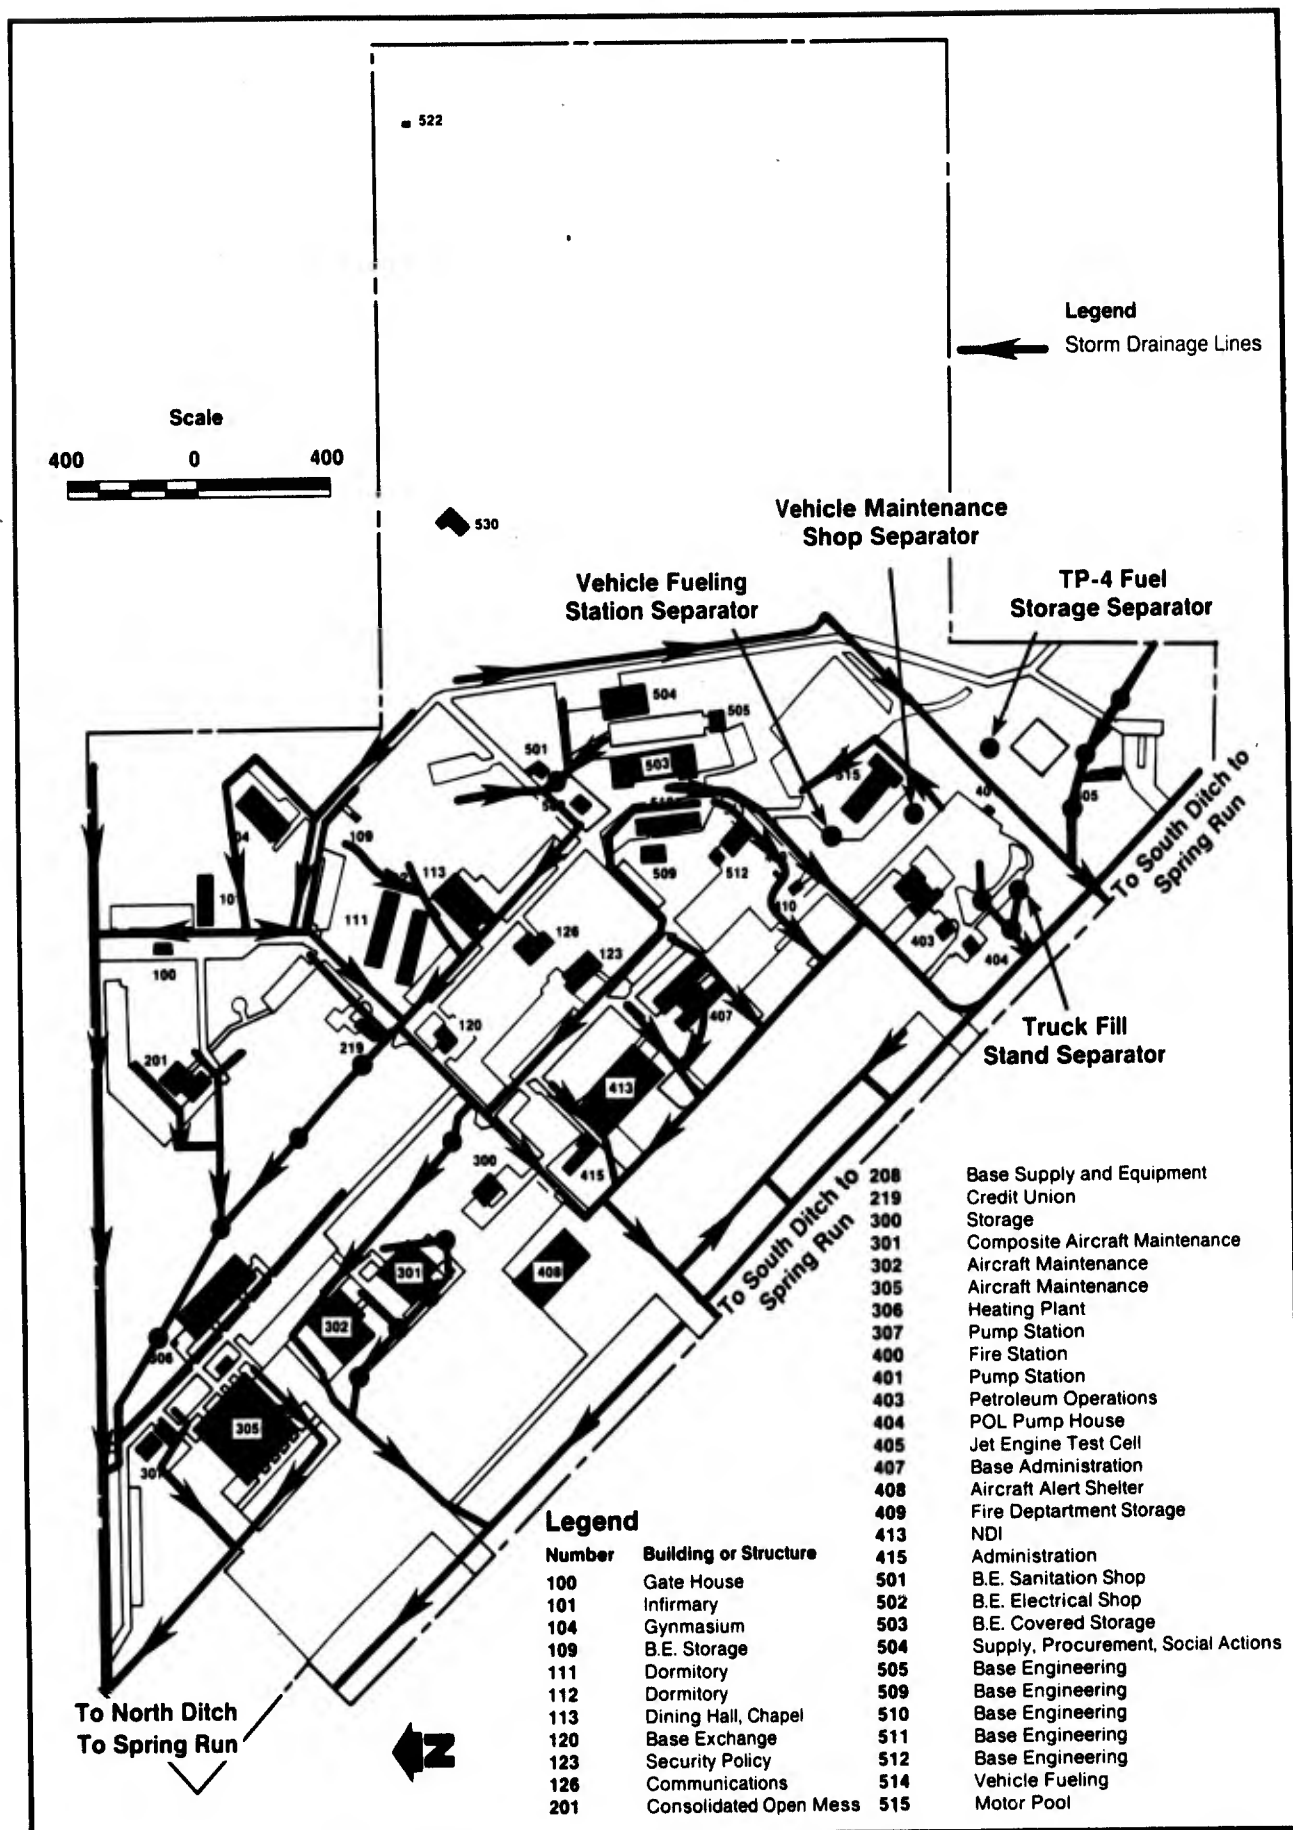 522
Legend
Storm Drainage Lines
Scale
400 0 400
530
Vehicle Maintenance
Shop Separator
Vehicle Fueling
Station Separator
TP-4 Fuel
Storage Separator
504
505
501
503
515
40
405
04
109
113
101
111
509
512
410
126
123
403
404
100
407
120
219
201
Truck Fill
Stand Separator
413
415
300
301
408
302
306
305
307
To South Ditch to
Spring Run
To South Ditch to
Spring Run
To North Ditch
To Spring Run
N
Legend
Number Building or Structure
100 Gate House
101 Infirmary
104 Gynmasium
109 B.E. Storage
111 Dormitory
112 Dormitory
113 Dining Hall, Chapel
120 Base Exchange
123 Security Policy
126 Communications
201 Consolidated Open Mess
208 Base Supply and Equipment
219 Credit Union
300 Storage
301 Composite Aircraft Maintenance
302 Aircraft Maintenance
305 Aircraft Maintenance
306 Heating Plant
307 Pump Station
400 Fire Station
401 Pump Station
403 Petroleum Operations
404 POL Pump House
405 Jet Engine Test Cell
407 Base Administration
408 Aircraft Alert Shelter
409 Fire Deptartment Storage
413 NDI
415 Administration
501 B.E. Sanitation Shop
502 B.E. Electrical Shop
503 B.E. Covered Storage
504 Supply, Procurement, Social Actions
505 Base Engineering
509 Base Engineering
510 Base Engineering
511 Base Engineering
512 Base Engineering
514 Vehicle Fueling
515 Motor Pool